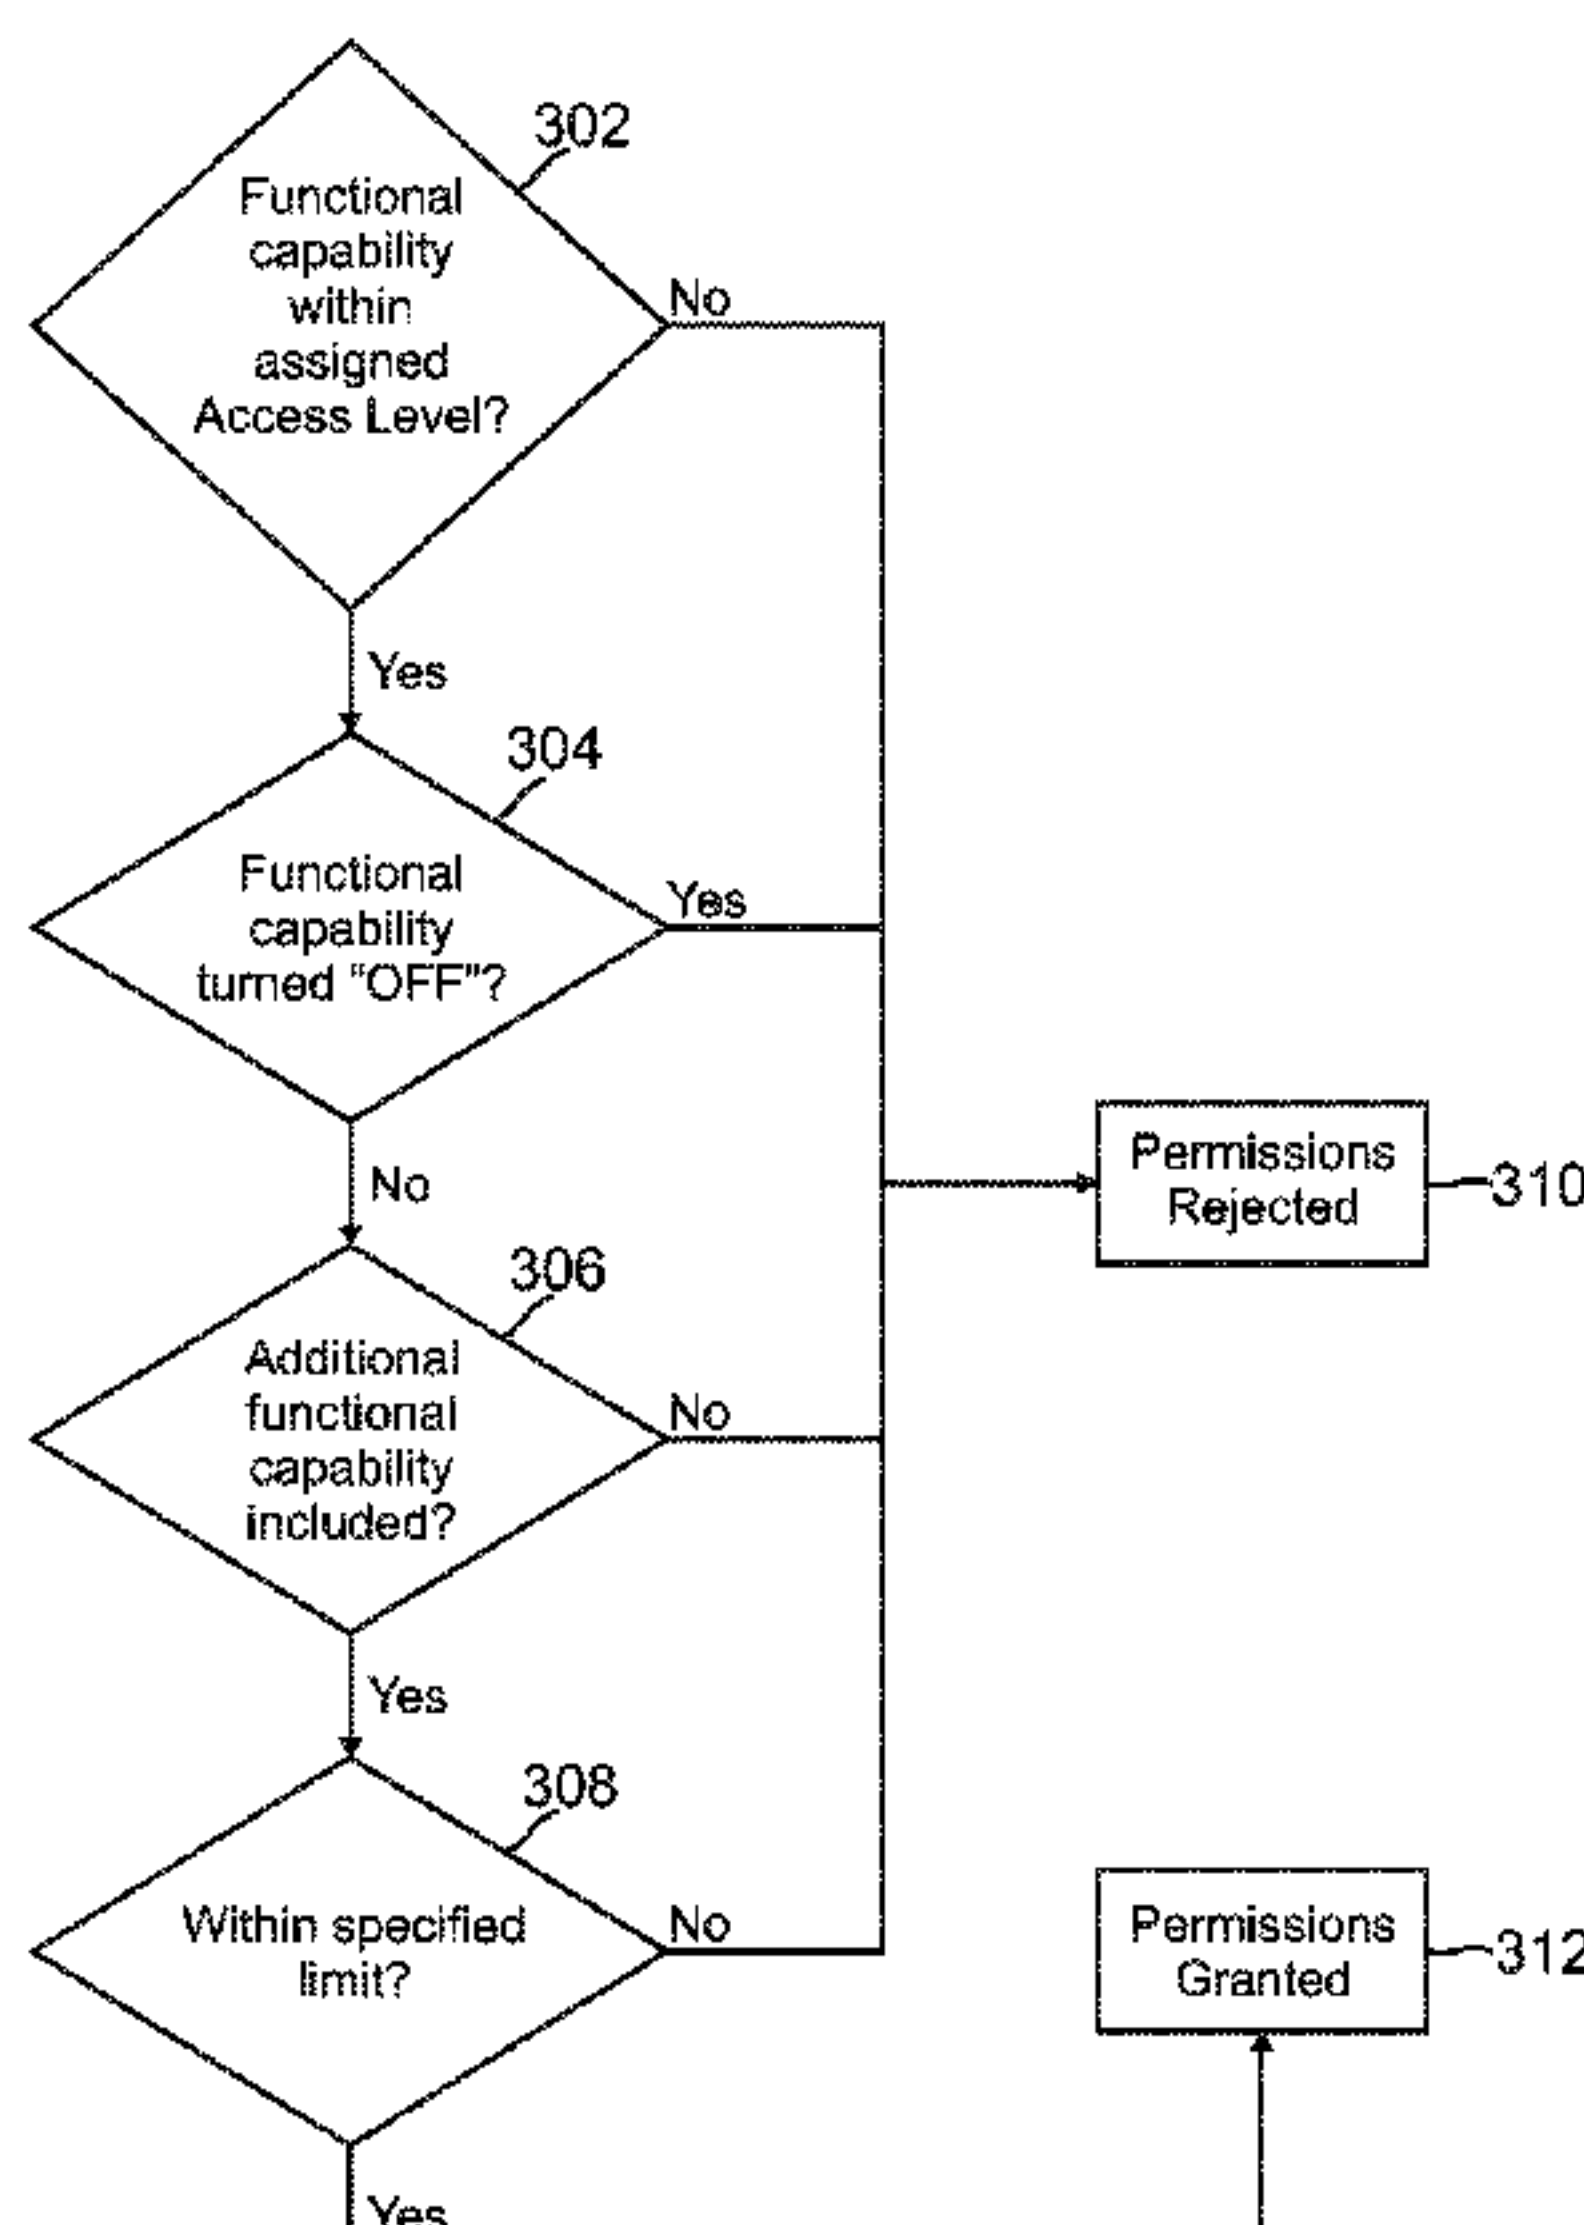 302
Functional
capability
within
assigned
Access Level?
No
Yes
304
Functional
capability
turned "OFF"?
Yes
No
Permissions
Rejected
310
306
Additional
functional
capability
included?
No
Yes
308
Within specified
limit?
No
Permissions
Granted
312
Yes